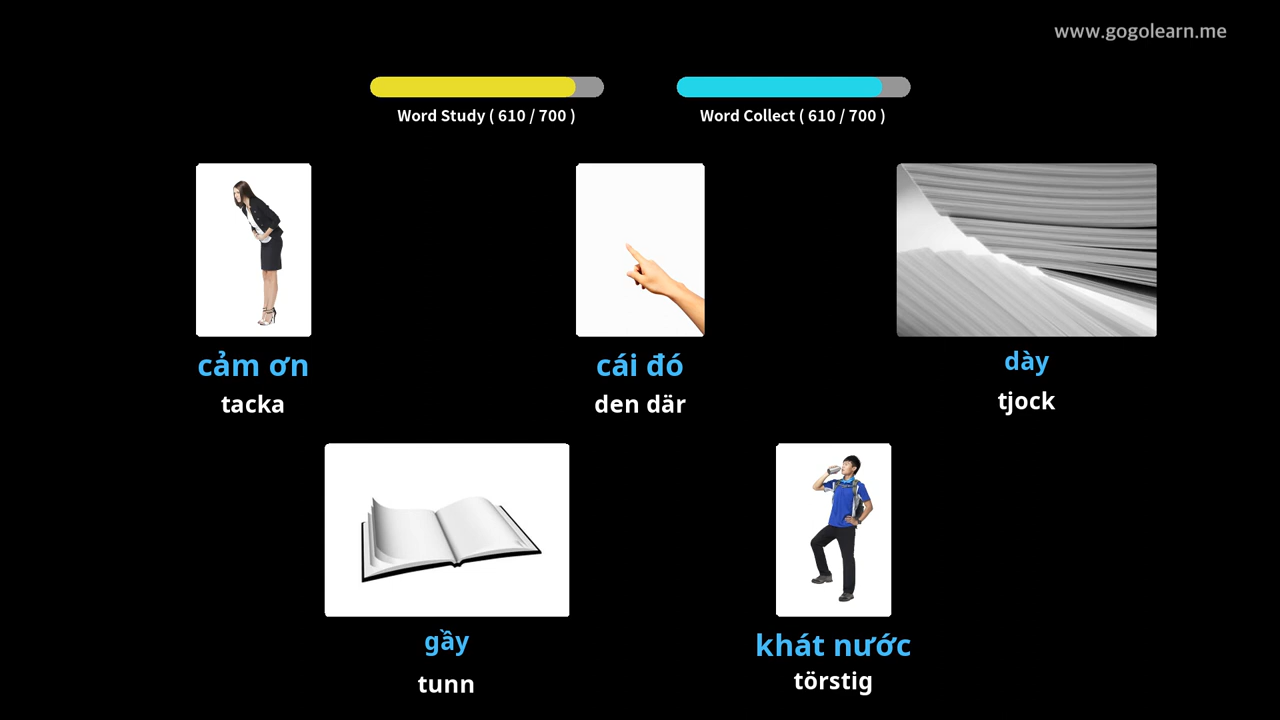 www.gogolearn.me
Word Study ( 610 / 700 )
Word Collect ( 610 / 700 )
cảm ơn
tacka
cái đó
den där
dày
tjock
gầy
tunn
khát nước
törstig